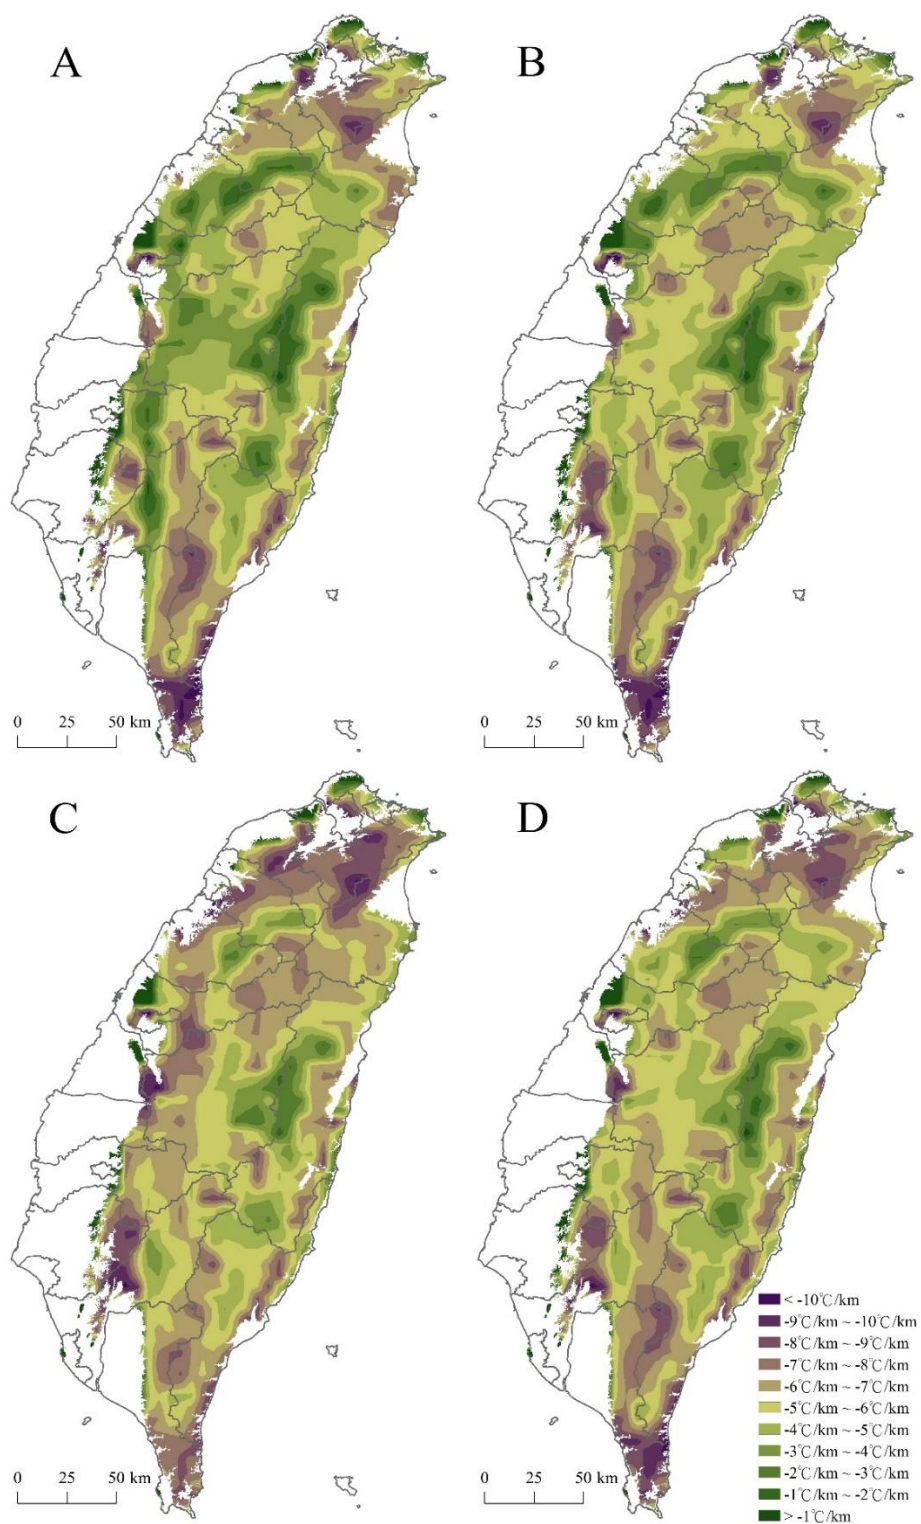 A
B
0 25 50 km
0 25 50 km
C
D
< -10℃/km
-9℃/km ~ -10℃/km
-8℃/km ~ -9℃/km
-7℃/km ~ -8℃/km
-6℃/km ~ -7℃/km
-5℃/km ~ -6℃/km
-4℃/km ~ -5℃/km
-3℃/km ~ -4℃/km
-2℃/km ~ -3℃/km
-1℃/km ~ -2℃/km
> -1℃/km
0 25 50 km
0 25 50 km